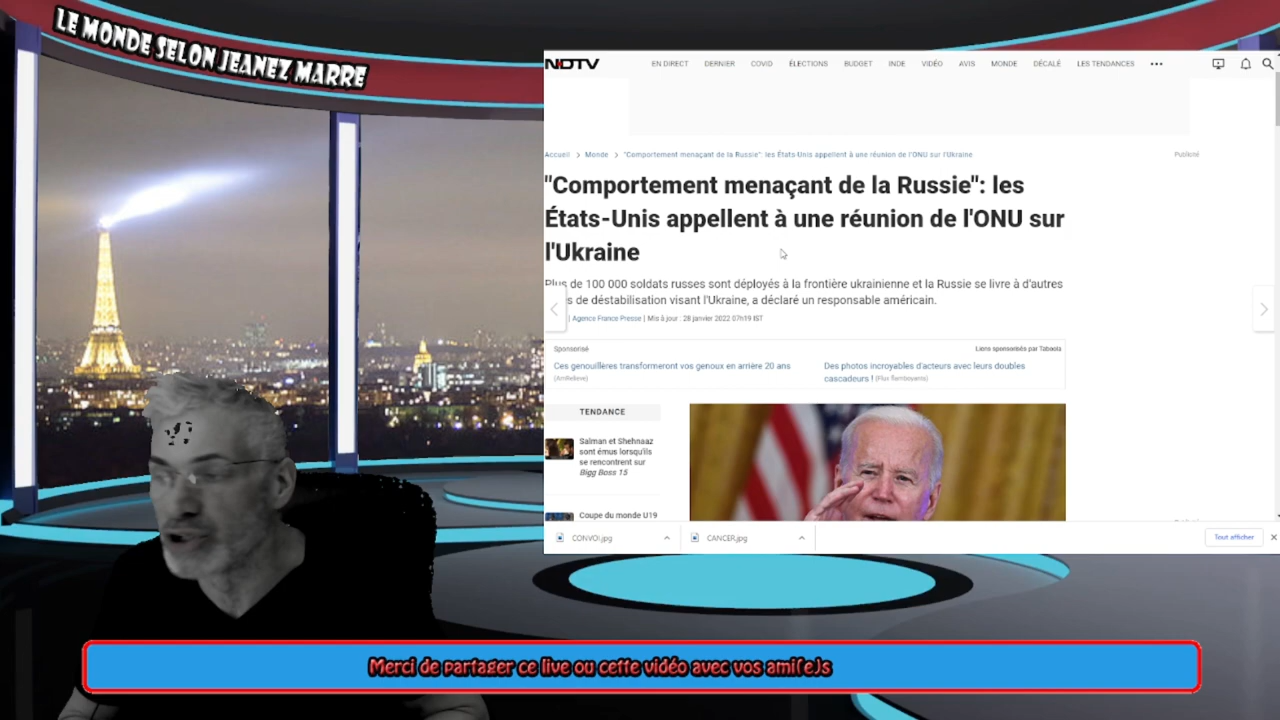 LE MONDE SELON JEANEZ MARRE
NDTV
EN DIRECT DERNIER COVID ÉLECTIONS BUDGET INDE VIDÉO AVIS MONDE DÉCALÉ LES TENDANCES
Accueil > Monde > "Comportement menaçant de la Russie": les États-Unis appellent à une réunion de l'ONU sur l'Ukraine
Publicité
"Comportement menaçant de la Russie": les
États-Unis appellent à une réunion de l'ONU sur
l'Ukraine
Plus de 100 000 soldats russes sont déployés à la frontière ukrainienne et la Russie se livre à d'autres
de déstabilisation visant l'Ukraine, a déclaré un responsable américain.
| Agence France Presse | Mis à jour : 28 janvier 2022 07h19 IST
Sponsorisé
Liens sponsorisés par Taboola
Ces genouillères transformeront vos genoux en arrière 20 ans
Des photos incroyables d'acteurs avec leurs doubles
cascadeurs !
TENDANCE
Salman et Shehnaaz
sont émus lorsqu'ils
se rencontrent sur
Bigg Boss 15
Coupe du monde U19
CONVOI.jpg
CANCER.jpg
Tout afficher
Merci de partager ce live ou cette vidéo avec vos ami(e)s